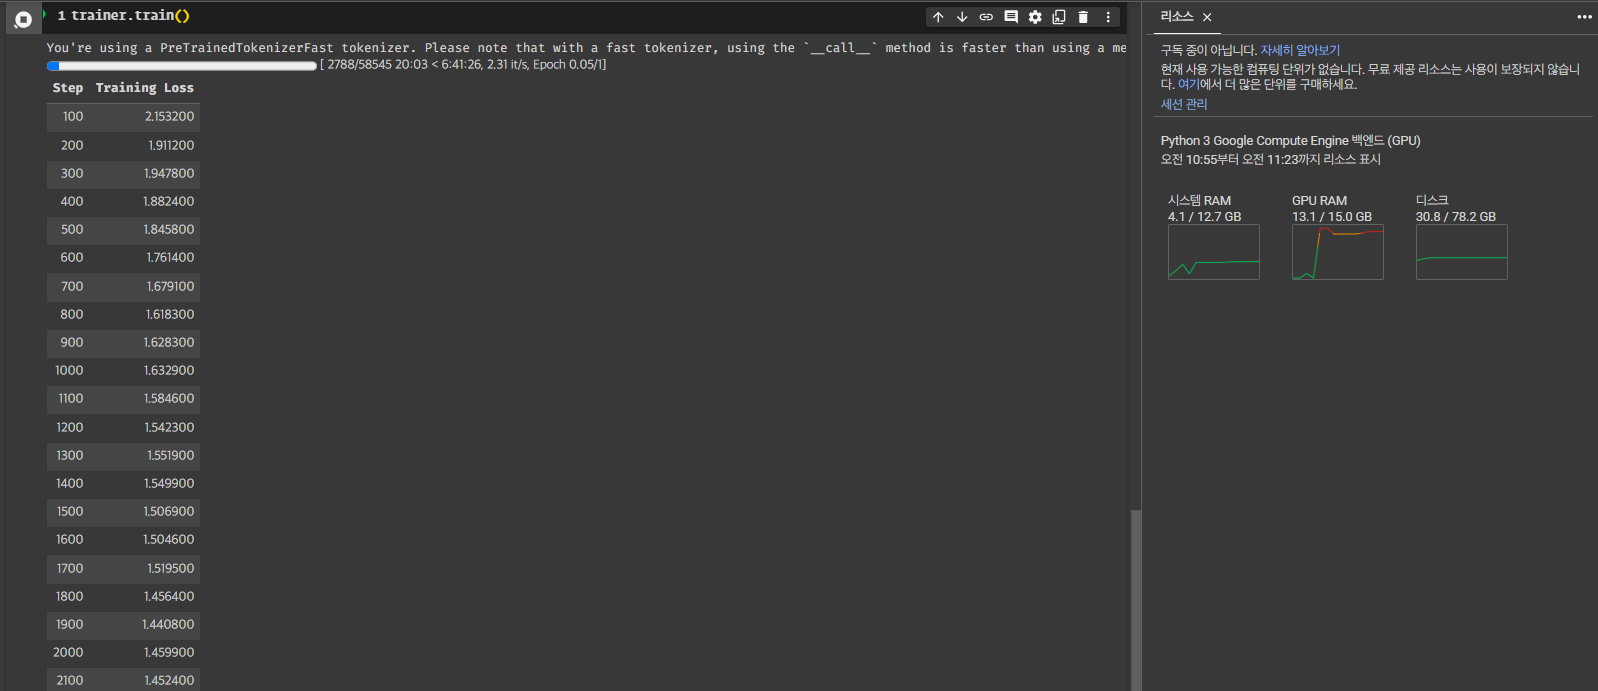 1 trainer.train()
You're using a PreTrainedTokenizerFast tokenizer. Please note that with a fast tokenizer, using the `__call__` method is faster than using a me
[ 2788/58545 20:03 < 6:41:26, 2.31 it/s, Epoch 0.05/1]
Step Training Loss
100 2.153200
200 1.911200
300 1.947800
400 1.882400
500 1.845800
600 1.761400
700 1.679100
800 1.618300
900 1.628300
1000 1.632900
1100 1.584600
1200 1.542300
1300 1.551900
1400 1.549900
1500 1.506900
1600 1.504600
1700 1.519500
1800 1.456400
1900 1.440800
2000 1.459900
2100 1.452400
리소스
구독 중이 아닙니다. 자세히 알아보기
현재 사용 가능한 컴퓨팅 단위가 없습니다. 무료 제공 리소스는 사용이 보장되지 않습니
다. 여기에서 더 많은 단위를 구매하세요.
세션 관리
Python 3 Google Compute Engine 백엔드 (GPU)
오전 10:55부터 오전 11:23까지 리소스 표시
시스템 RAM
4.1 / 12.7 GB
GPU RAM
13.1 / 15.0 GB
디스크
30.8 / 78.2 GB